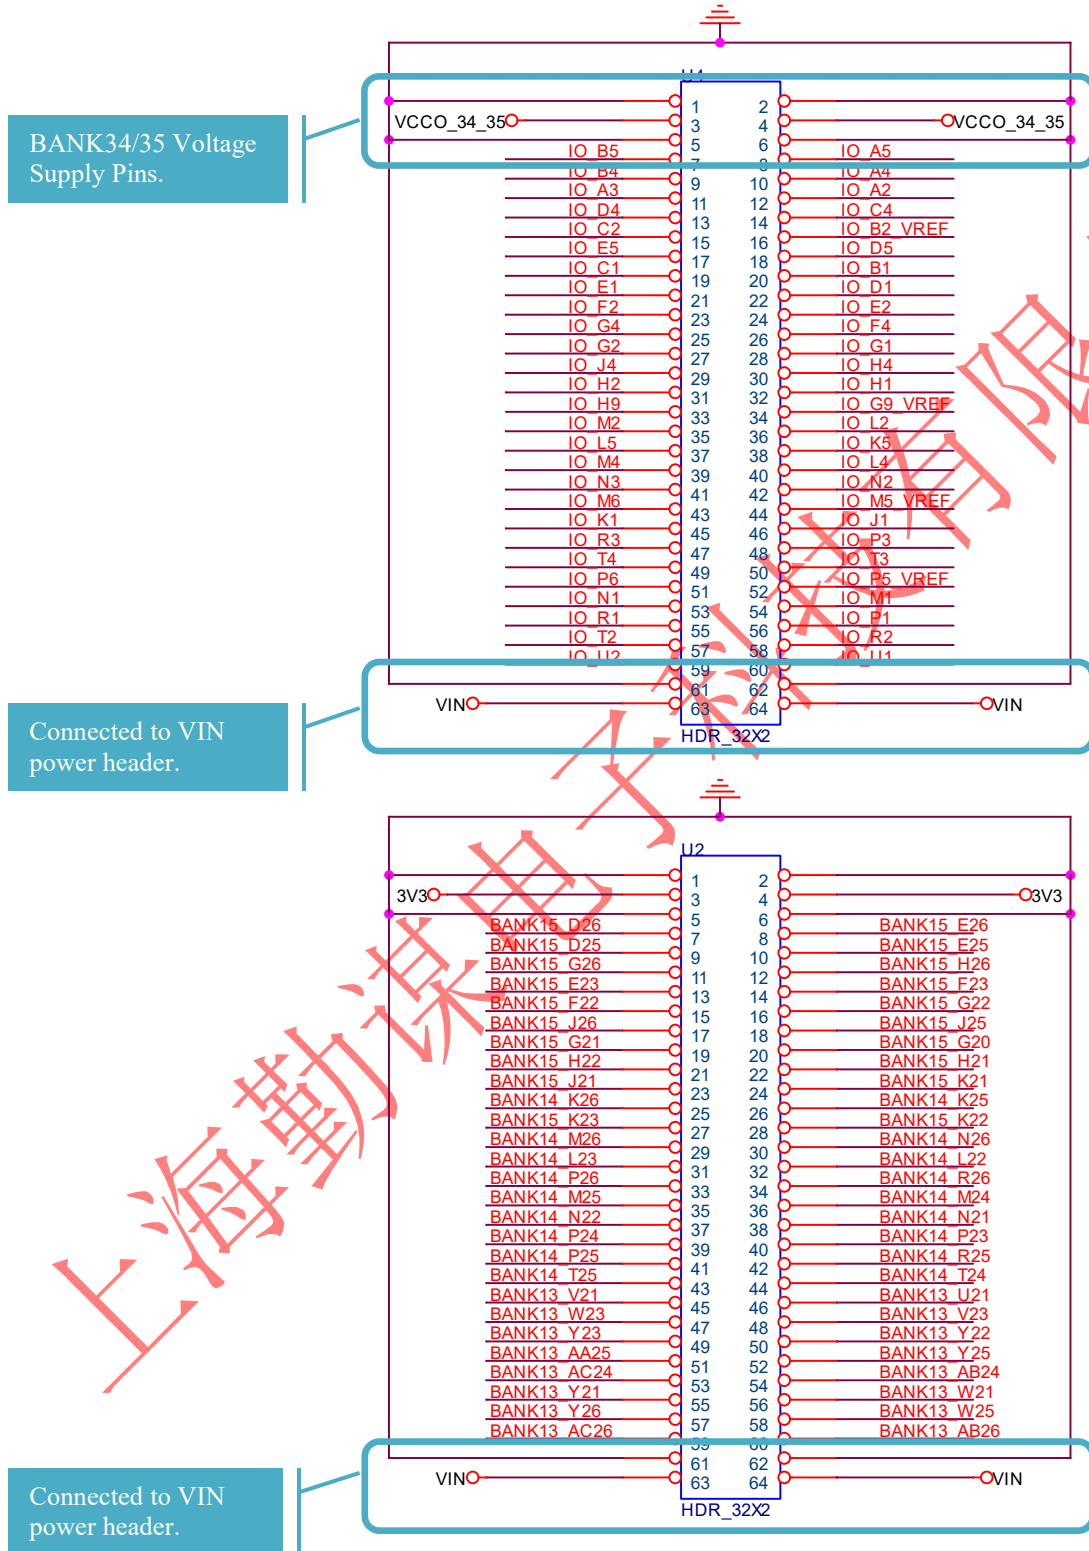 BANK34/35 Voltage
Supply Pins.
1 2
VCCO_34_35 3 4 VCCO_34_35
5 6
IO_B5 7 8 IO_A5
IO_B4 9 10 IO_A4
IO_A3 11 12 IO_A2
IO_D4 13 14 IO_C4
IO_C2 15 16 IO_B2_VREF
IO_E5 17 18 IO_D5
IO_C1 19 20 IO_B1
IO_E1 21 22 IO_D1
IO_F2 23 24 IO_E2
IO_G4 25 26 IO_F4
IO_G2 27 28 IO_G1
IO_J4 29 30 IO_H4
IO_H2 31 32 IO_H1
IO_H9 33 34 IO_G9_VREF
IO_M2 35 36 IO_L2
IO_L5 37 38 IO_K5
IO_M4 39 40 IO_L4
IO_N3 41 42 IO_N2
IO_M6 43 44 IO_M5_VREF
IO_K1 45 46 IO_J1
IO_R3 47 48 IO_P3
IO_T4 49 50 IO_T3
IO_P6 51 52 IO_P5_VREF
IO_N1 53 54 IO_M1
IO_R1 55 56 IO_P1
IO_T2 57 58 IO_R2
IO_U2 59 60 IO_U1
61 62
VIN 63 64 VIN
HDR_32X2
Connected to VIN
power header.
U2
1 2
3V3 3 4 3V3
5 6
BANK15_D26 7 8 BANK15_E26
BANK15_D25 9 10 BANK15_E25
BANK15_G26 11 12 BANK15_H26
BANK15_E23 13 14 BANK15_F23
BANK15_F22 15 16 BANK15_G22
BANK15_J26 17 18 BANK15_J25
BANK15_G21 19 20 BANK15_G20
BANK15_H22 21 22 BANK15_H21
BANK15_J21 23 24 BANK15_K21
BANK14_K26 25 26 BANK14_K25
BANK15_K23 27 28 BANK15_K22
BANK14_M26 29 30 BANK14_N26
BANK14_L23 31 32 BANK14_L22
BANK14_P26 33 34 BANK14_R26
BANK14_M25 35 36 BANK14_M24
BANK14_N22 37 38 BANK14_N21
BANK14_P24 39 40 BANK14_P23
BANK14_P25 41 42 BANK14_R25
BANK14_T25 43 44 BANK14_T24
BANK13_V21 45 46 BANK13_U21
BANK13_W23 47 48 BANK13_V23
BANK13_Y23 49 50 BANK13_Y22
BANK13_AA25 51 52 BANK13_Y25
BANK13_AC24 53 54 BANK13_AB24
BANK13_Y21 55 56 BANK13_W21
BANK13_Y26 57 58 BANK13_W25
BANK13_AC26 59 60 BANK13_AB26
61 62
VIN 63 64 VIN
HDR_32X2
Connected to VIN
power header.
上海勤谋电子科技有限